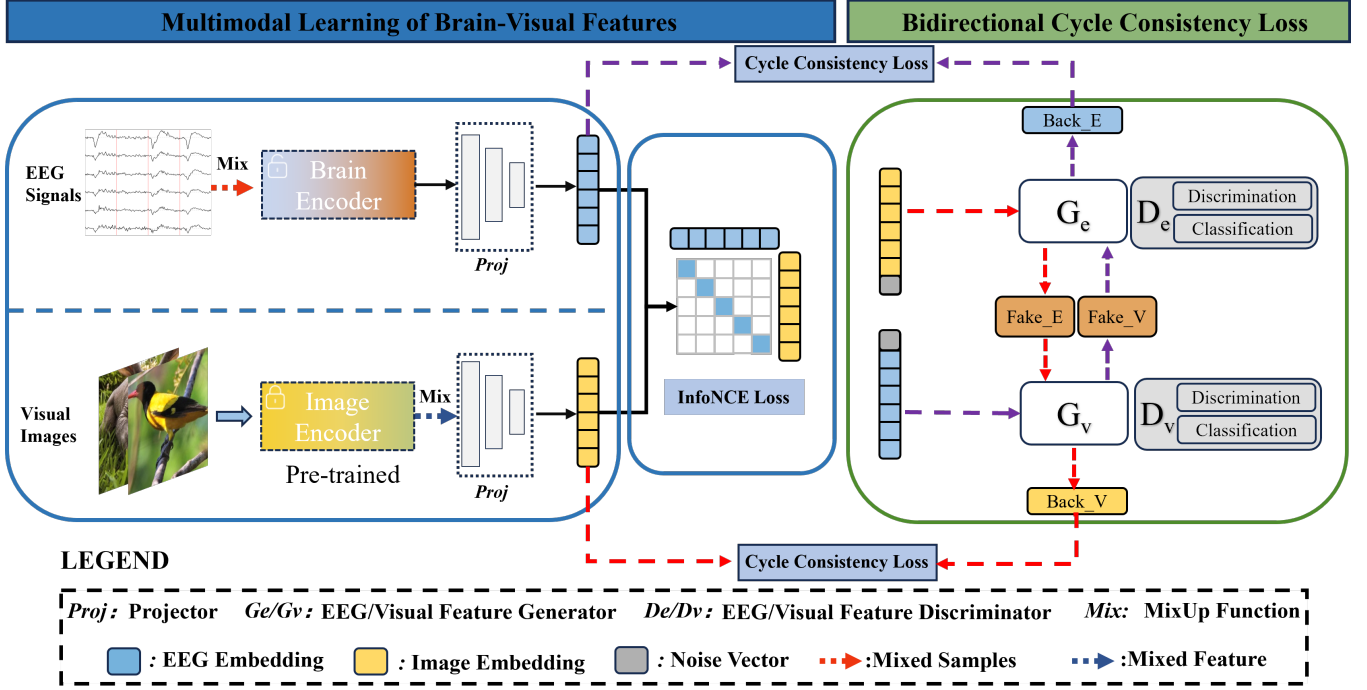 Multimodal Learning of Brain-Visual Features
Bidirectional Cycle Consistency Loss
Cycle Consistency Loss
EEG
Signals
Mix
Brain
Encoder
Proj
Visual
Images
Image
Encoder
Pre-trained
Mix
Proj
InfoNCE Loss
Back_E
Ge
De
Discrimination
Classification
Fake_E
Fake_V
Gv
Dv
Discrimination
Classification
Back_V
Cycle Consistency Loss
LEGEND
Proj: Projector Ge/Gv: EEG/Visual Feature Generator De/Dv: EEG/Visual Feature Discriminator Mix: MixUp Function
: EEG Embedding : Image Embedding : Noise Vector :Mixed Samples :Mixed Feature